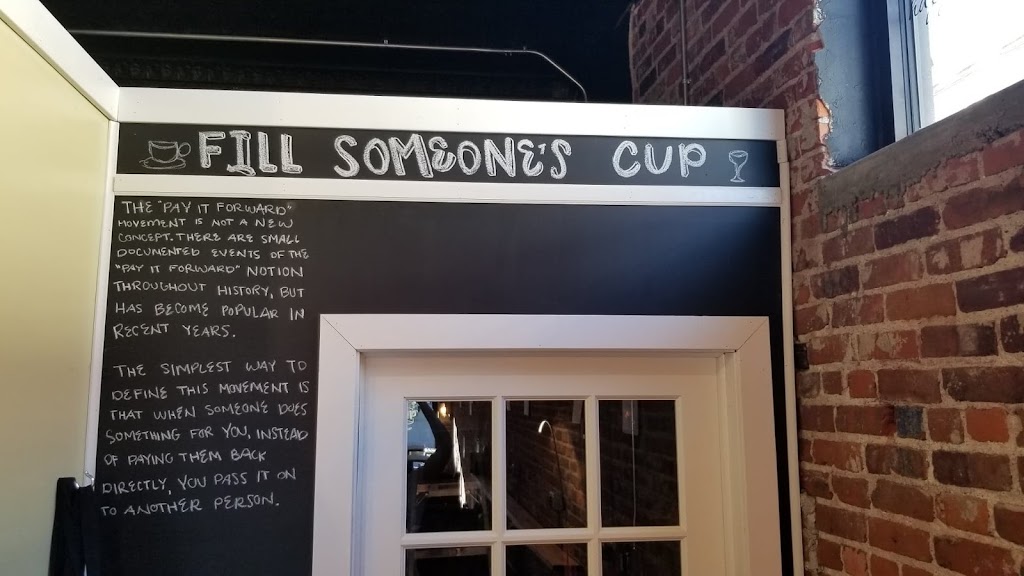 FILL SOMEONE'S CUP
THE "PAY IT FORWARD"
MOVEMENT IS NOT A NEW
CONCEPT. THERE ARE SMALL
DOCUMENTED EVENTS OF THE
"PAY IT FORWARD" NOTION
THROUGHOUT HISTORY, BUT
HAS BECOME POPULAR IN
RECENT YEARS.
THE SIMPLEST WAY TO
DEFINE THIS MOVEMENT IS
THAT WHEN SOMEONE DOES
SOMETHING FOR YOU, INSTEAD
OF PAYING THEM BACK
DIRECTLY, YOU PASS IT ON
TO ANOTHER PERSON.